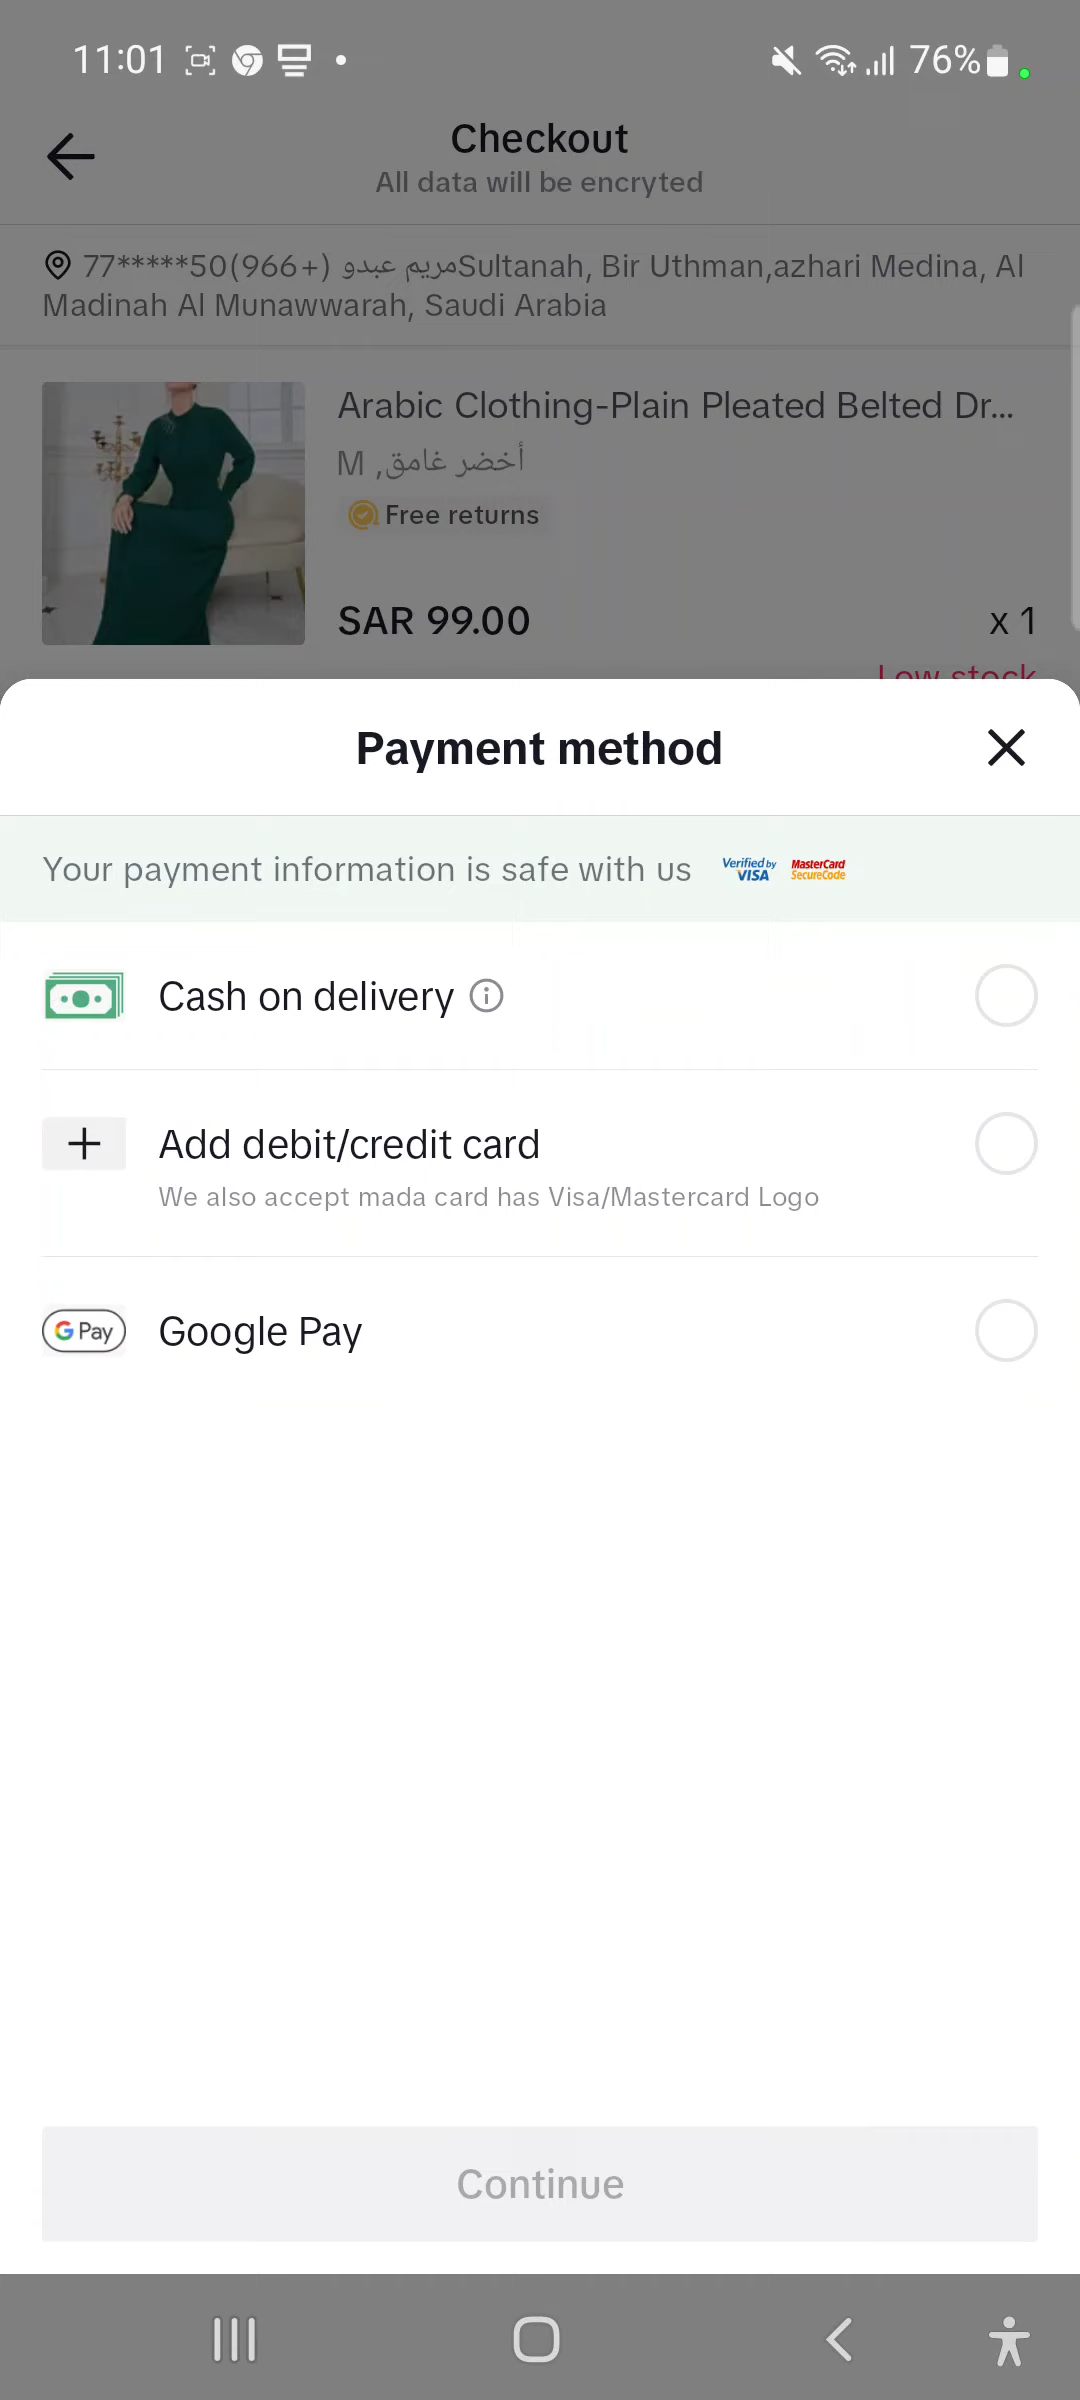 11:01 76%
Checkout
All data will be encryted
77*****50(966+) مريم عبدوSultanah, Bir Uthman,azhari Medina, Al
Madinah Al Munawwarah, Saudi Arabia
Arabic Clothing-Plain Pleated Belted Dr...
أخضر غامق, M
Free returns
SAR 99.00 x 1
Low stock
Payment method
Your payment information is safe with us Verified by VISA MasterCard SecureCode
Cash on delivery
Add debit/credit card
We also accept mada card has Visa/Mastercard Logo
G Pay Google Pay
Continue